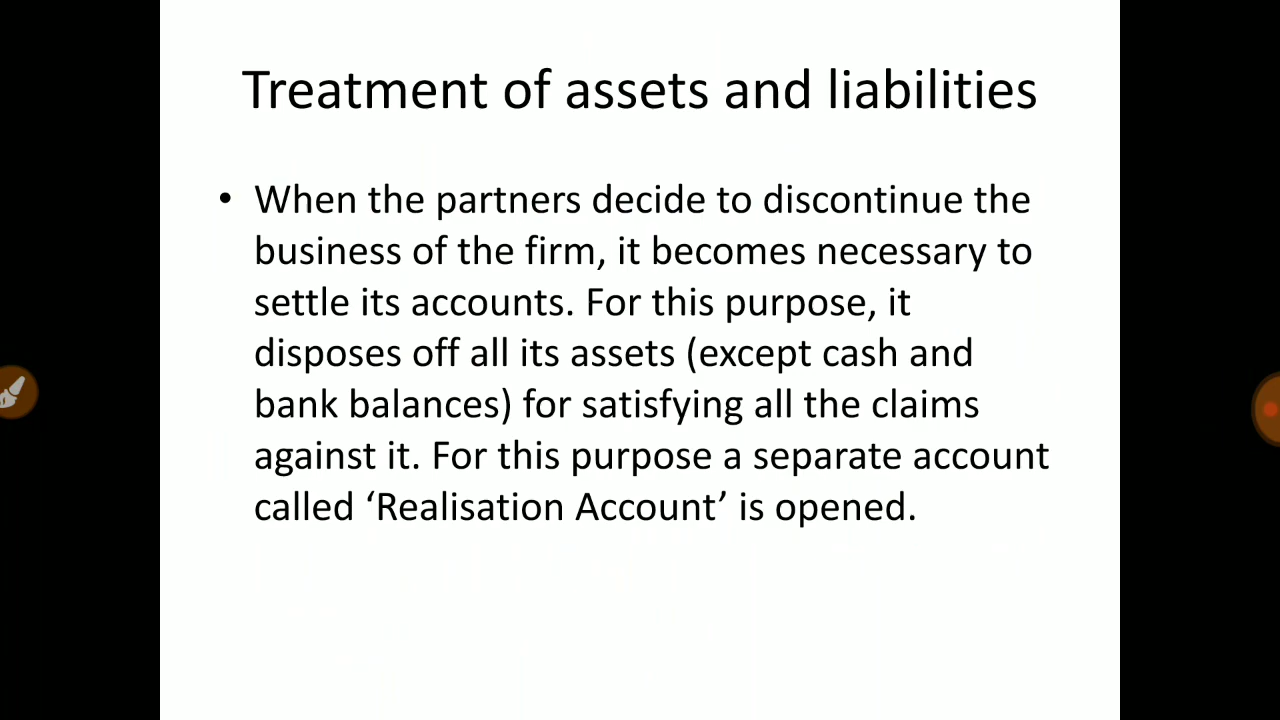 Treatment of assets and liabilities
• When the partners decide to discontinue the
business of the firm, it becomes necessary to
settle its accounts. For this purpose, it
disposes off all its assets (except cash and
bank balances) for satisfying all the claims
against it. For this purpose a separate account
called ‘Realisation Account’ is opened.